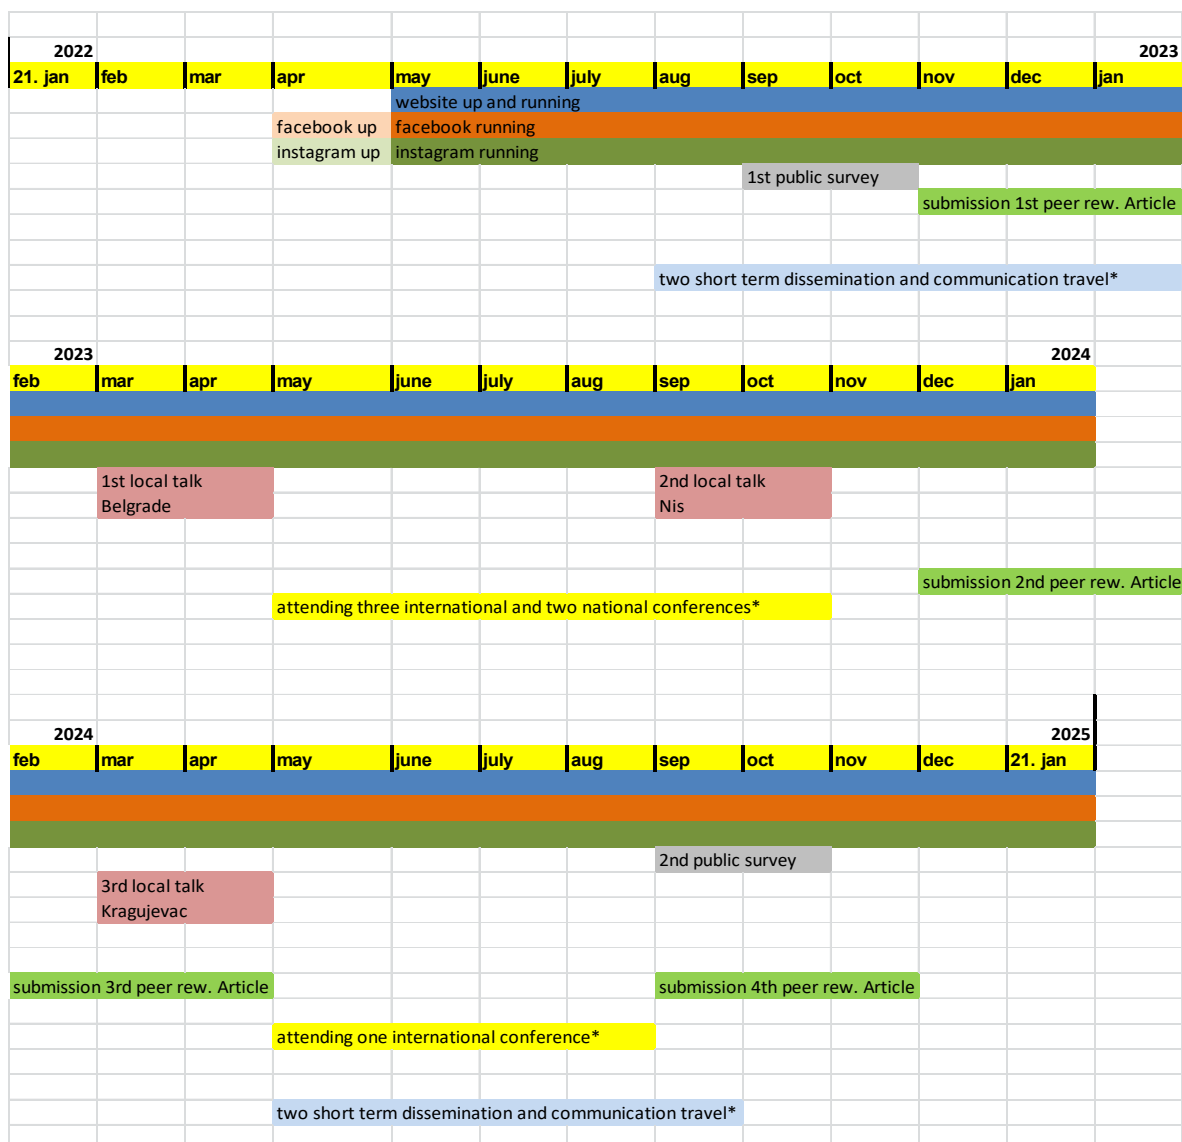 2022 2023
21. jan feb mar apr may june july aug sep oct nov dec jan
website up and running
facebook up facebook running
instagram up instagram running
1st public survey
submission 1st peer rew. Article
two short term dissemination and communication travel*
2023 2024
feb mar apr may june july aug sep oct nov dec jan
1st local talk 2nd local talk
Belgrade Nis
submission 2nd peer rew. Article
attending three international and two national conferences*
2024 2025
feb mar apr may june july aug sep oct nov dec 21. jan
2nd public survey
3rd local talk
Kragujevac
submission 3rd peer rew. Article submission 4th peer rew. Article
attending one international conference*
two short term dissemination and communication travel*